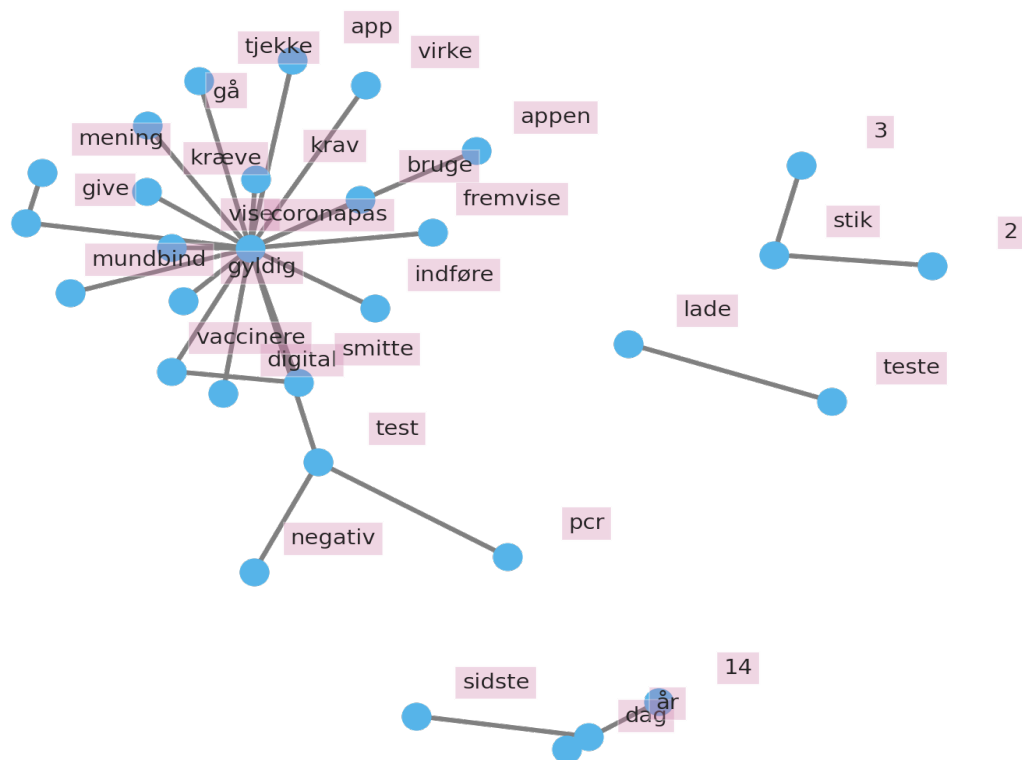 app
tjekke
virke
gå
appen
3
mening
krav
kræve
bruge
give
fremvise
vise
coronapas
stik
2
mundbind
gyldig
indføre
lade
vaccinere
smitte
digital
teste
test
pcr
negativ
14
sidste
år
dag